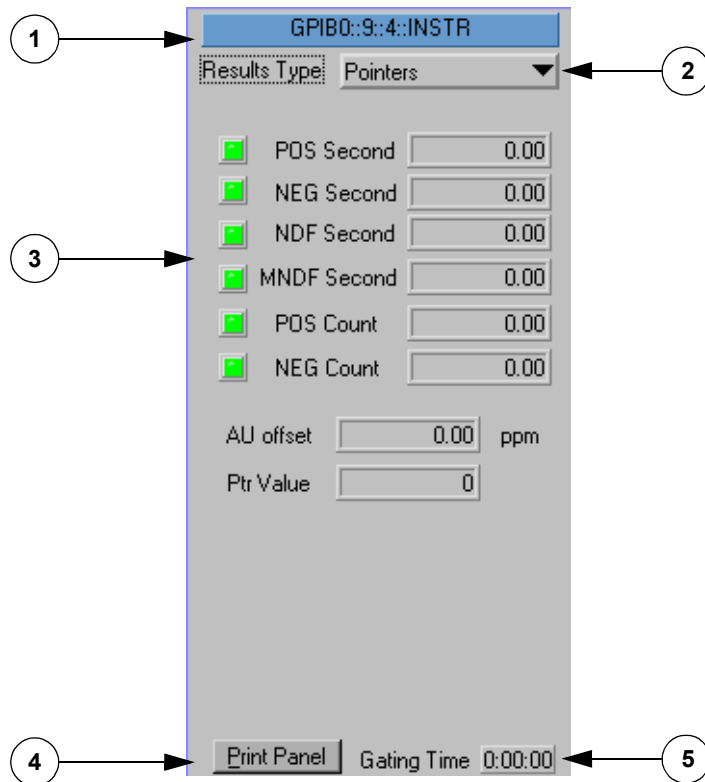 1
GPIB0::9::4::INSTR
Results Type Pointers
2
POS Second 0.00
NEG Second 0.00
NDF Second 0.00
3
MNDF Second 0.00
POS Count 0.00
NEG Count 0.00
AU offset 0.00 ppm
Ptr Value 0
4
Print Panel Gating Time 0:00:00
5